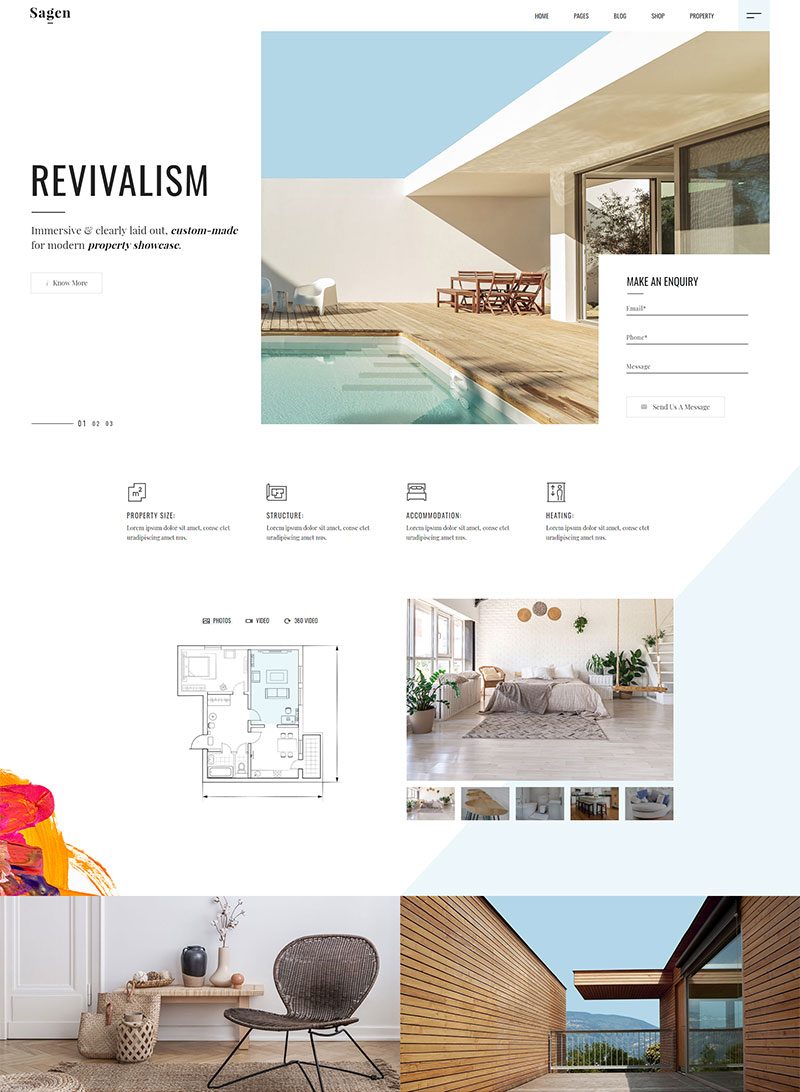 Sagen
HOME PAGES BLOG SHOP PROPERTY
REVIVALISM
Immersive & clearly laid out, custom-made
for modern property showcase.
i Know More
MAKE AN ENQUIRY
Email*
Phone*
Message
Send Us A Message
01 02 03
m²
PROPERTY SIZE:
Lorem ipsum dolor sit amet, conse ctet
uradipiscing amet nus.
STRUCTURE:
Lorem ipsum dolor sit amet, conse ctet
uradipiscing amet nus.
ACCOMMODATION:
Lorem ipsum dolor sit amet, conse ctet
uradipiscing amet nus.
HEATING:
Lorem ipsum dolor sit amet, conse ctet
uradipiscing amet nus.
PHOTOS VIDEO 360 VIDEO